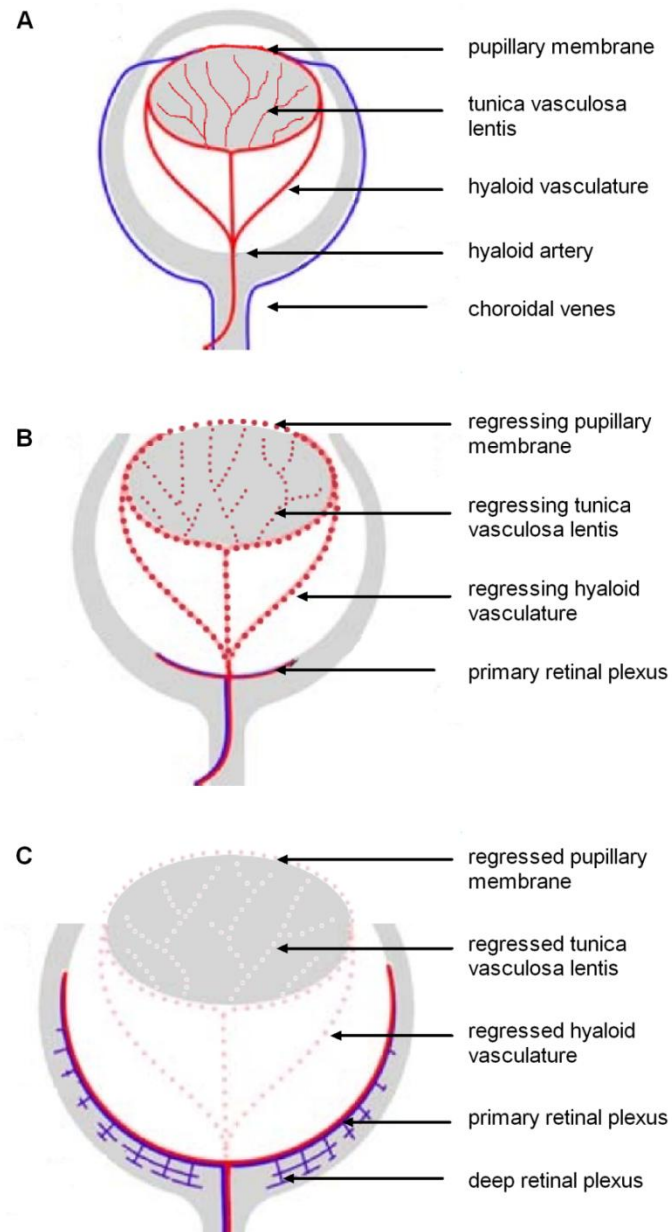 A
pupillary membrane
tunica vasculosa
lentis
hyaloid vasculature
hyaloid artery
choroidal venes
B
regressing pupillary
membrane
regressing tunica
vasculosa lentis
regressing hyaloid
vasculature
primary retinal plexus
C
regressed pupillary
membrane
regressed tunica
vasculosa lentis
regressed hyaloid
vasculature
primary retinal plexus
deep retinal plexus